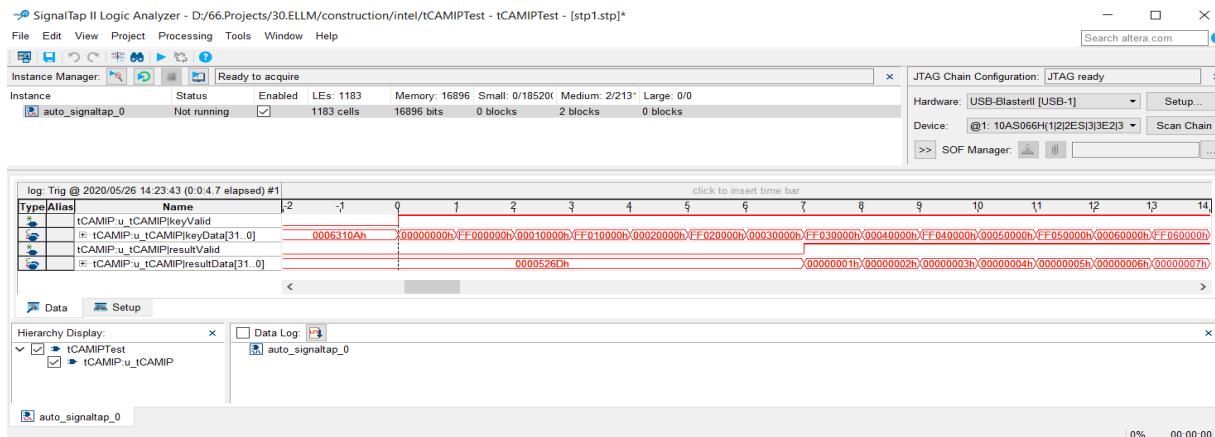 SignalTap II Logic Analyzer - D:/66.Projects/30.ELLM/construction/intel/tCAMIPTest - tCAMIPTest - [stp1.stp]*
File Edit View Project Processing Tools Window Help
Search altera.com
Instance Manager: Ready to acquire
JTAG Chain Configuration: JTAG ready
Instance Status Enabled LEs: 1183 Memory: 16896 Small: 0/18520( Medium: 2/213 Large: 0/0
auto_signaltap_0 Not running 1183 cells 16896 bits 0 blocks 2 blocks 0 blocks
Hardware: USB-BlasterII [USB-1] Setup...
Device: @1: 10AS066H(1|2|2ES|3|3E2|3 Scan Chain
>> SOF Manager: ...
log: Trig @ 2020/05/26 14:23:43 (0:0:4.7 elapsed) #1 click to insert time bar
Type Alias Name -2 -1 0 1 2 3 4 5 6 7 8 9 10 11 12 13 14
tCAMIP:u_tCAMIP|keyValid
tCAMIP:u_tCAMIP|keyData[31..0] 0006310Ah 00000000h FF000000h 00010000h FF010000h 00020000h FF020000h 00030000h FF030000h 00040000h FF040000h 00050000h FF050000h 00060000h FF060000h
tCAMIP:u_tCAMIP|resultValid
tCAMIP:u_tCAMIP|resultData[31..0] 0000526Dh 00000001h 00000002h 00000003h 00000004h 00000005h 00000006h 00000007h
Data Setup
Hierarchy Display: Data Log:
tCAMIPTest auto_signaltap_0
tCAMIP:u_tCAMIP
auto_signaltap_0
0% 00:00:00